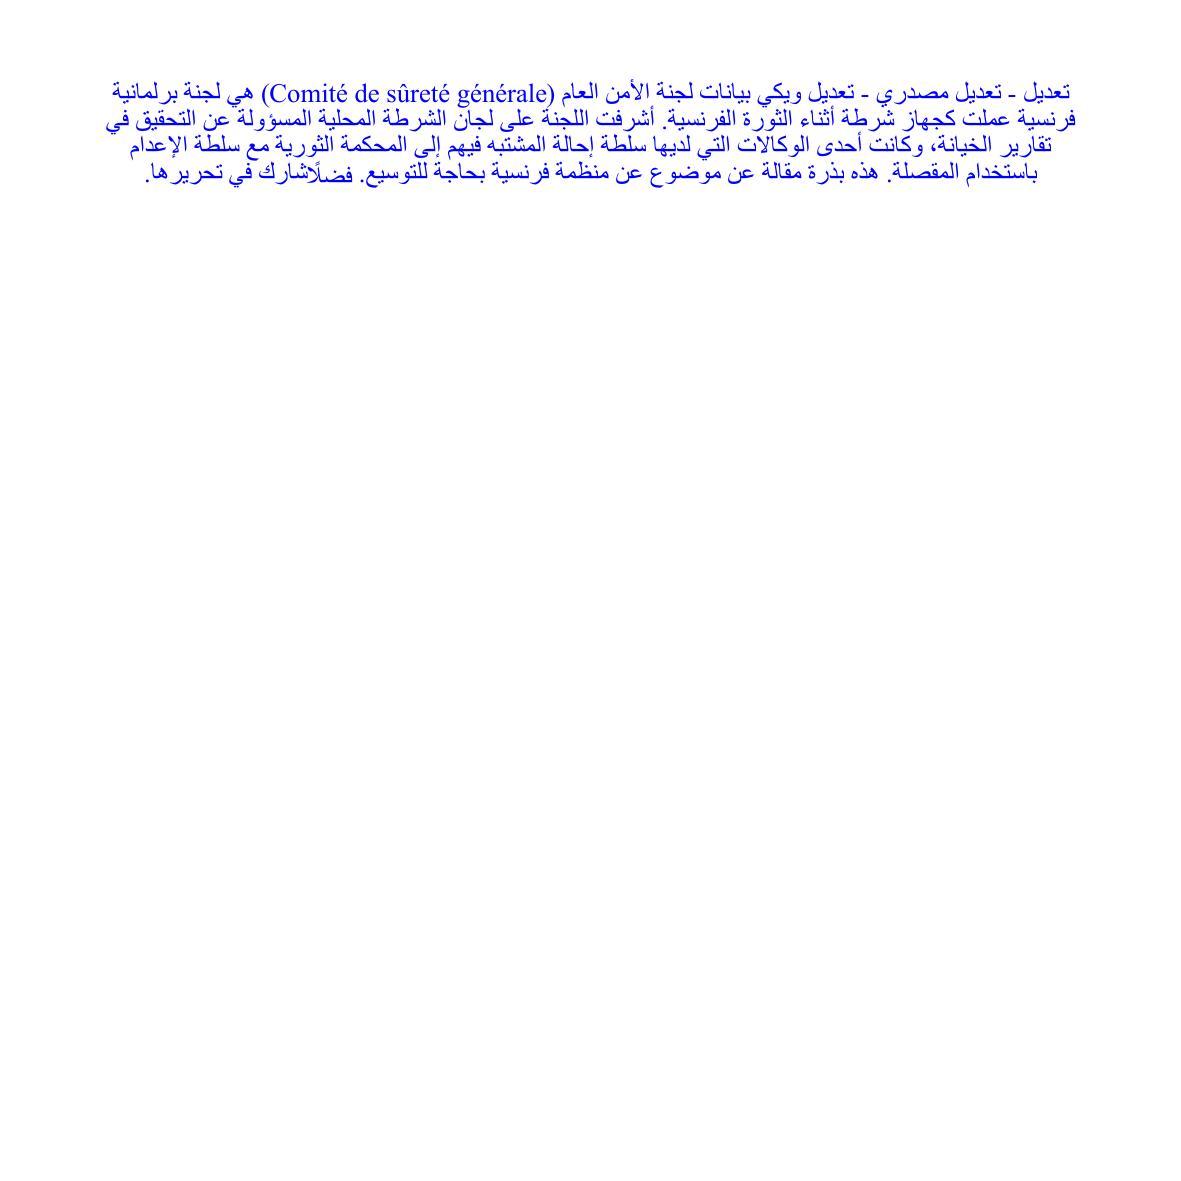 تعديل - تعديل مصدري - تعديل ويكي بيانات لجنة الأمن العام (Comité de sûreté générale) هي لجنة برلمانية
فرنسية عملت كجهاز شرطة أثناء الثورة الفرنسية. أشرفت اللجنة على لجان الشرطة المحلية المسؤولة عن التحقيق في
تقارير الخيانة، وكانت أحدى الوكالات التي لديها سلطة إحالة المشتبه فيهم إلى المحكمة الثورية مع سلطة الإعدام
باستخدام المقصلة. هذه بذرة مقالة عن موضوع عن منظمة فرنسية بحاجة للتوسيع. فضلًاشارك في تحريرها.